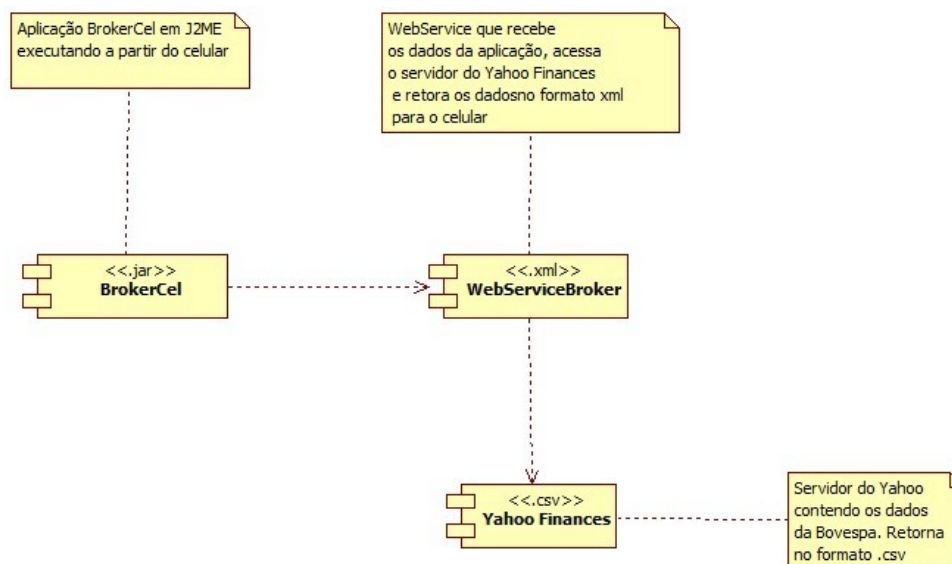 Aplicação BrokerCel em J2ME
executando a partir do celular
WebService que recebe
os dados da aplicação, acessa
o servidor do Yahoo Finances
e retora os dadosno formato xml
para o celular
<<.jar>>
BrokerCel
<<.xml>>
WebServiceBroker
<<.csv>>
Yahoo Finances
Servidor do Yahoo
contendo os dados
da Bovespa. Retorna
no formato .csv